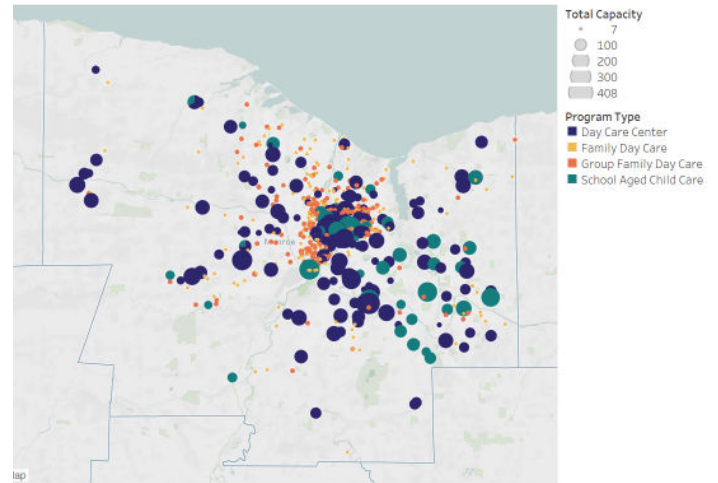 Total Capacity
7
100
200
300
408
Program Type
Day Care Center
Family Day Care
Group Family Day Care
School Aged Child Care
Monroe